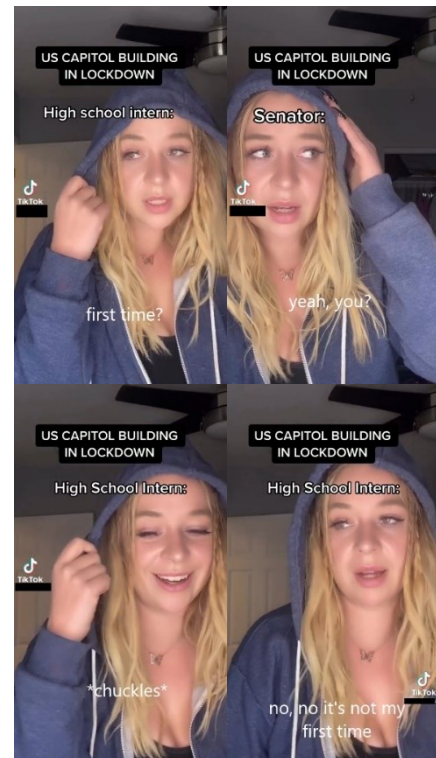 US CAPITOL BUILDING
IN LOCKDOWN
High school intern:
TikTok
first time?
US CAPITOL BUILDING
IN LOCKDOWN
Senator:
TikTok
yeah, you?
US CAPITOL BUILDING
IN LOCKDOWN
High School Intern:
TikTok
*chuckles*
US CAPITOL BUILDING
IN LOCKDOWN
High School Intern:
TikTok
no, no it's not my
first time